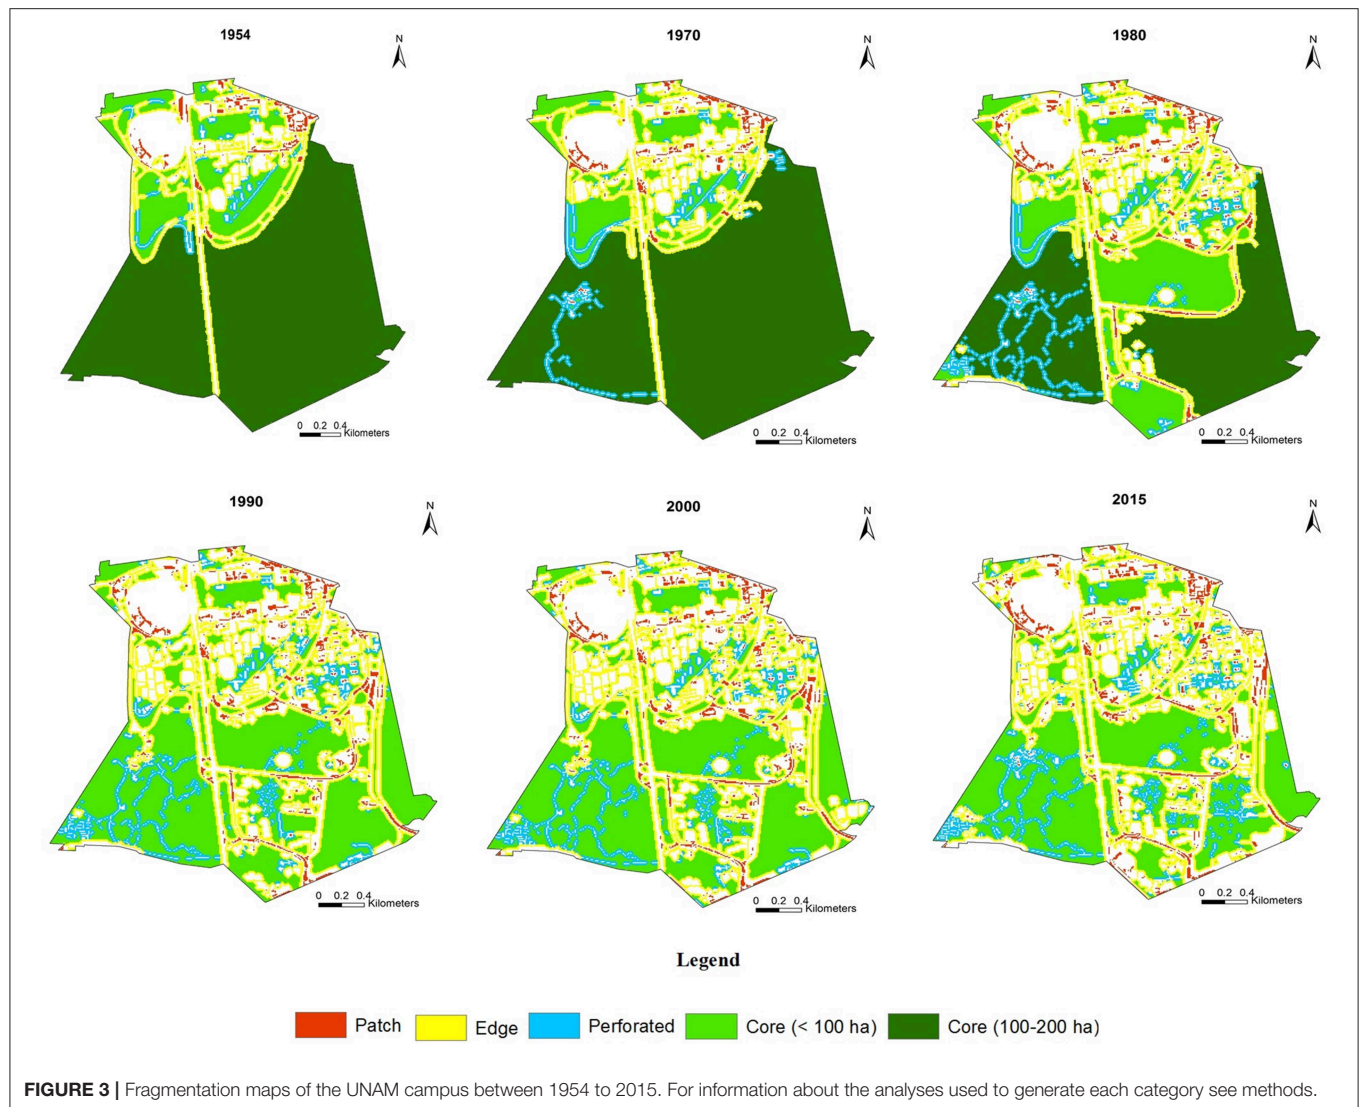 1954
N
0 0.2 0.4
Kilometers
1970
N
0 0.2 0.4
Kilometers
1980
N
0 0.2 0.4
Kilometers
1990
N
0 0.2 0.4
Kilometers
2000
N
0 0.2 0.4
Kilometers
2015
N
0 0.2 0.4
Kilometers
Legend
Patch Edge Perforated Core (< 100 ha) Core (100-200 ha)
FIGURE 3 | Fragmentation maps of the UNAM campus between 1954 to 2015. For information about the analyses used to generate each category see methods.